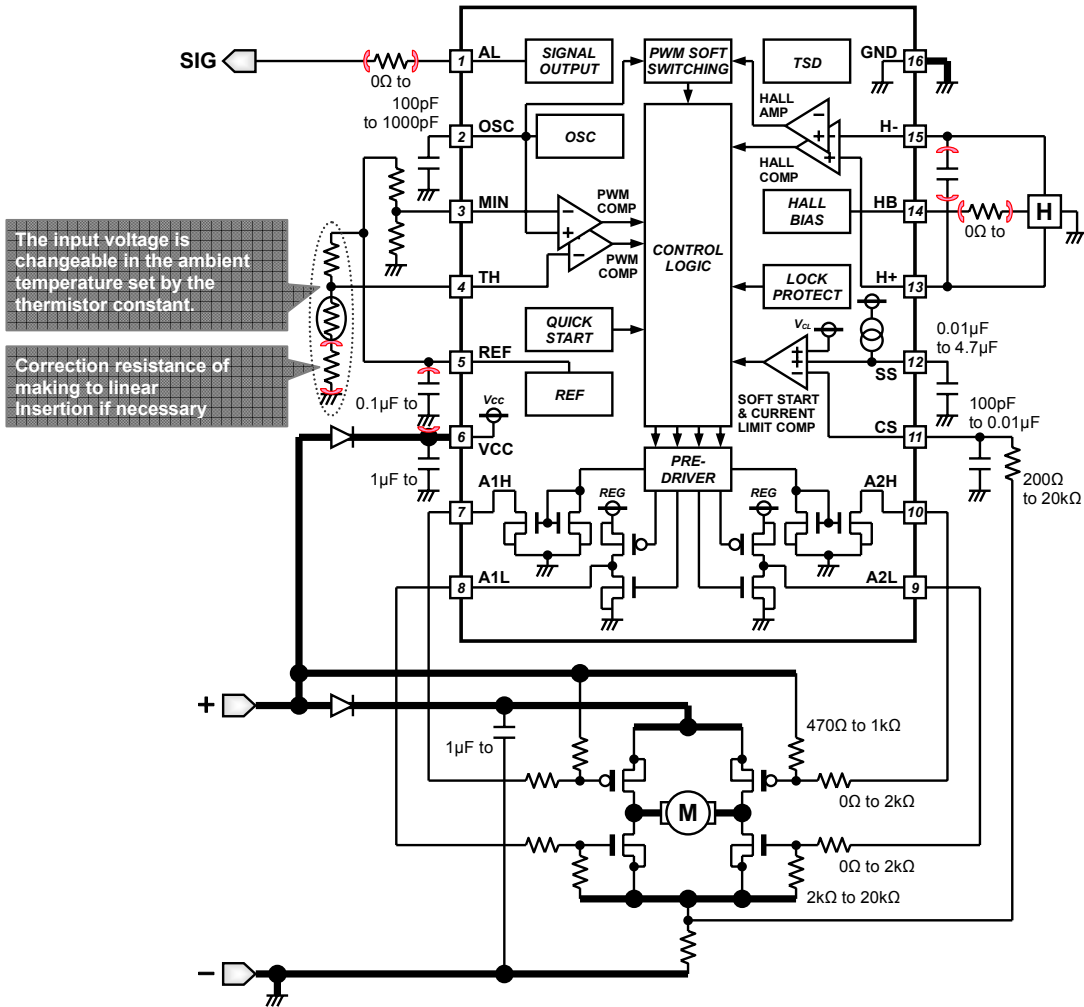 SIG
0Ω to
100pF
to 1000pF
1
AL
SIGNAL
OUTPUT
PWM SOFT
SWITCHING
TSD
GND
16
2
OSC
OSC
HALL
AMP
H-
15
HALL
COMP
3
MIN
PWM
COMP
PWM
COMP
CONTROL
LOGIC
HALL
BIAS
HB
14
0Ω to
H
The input voltage is
changeable in the ambient
temperature set by the
thermistor constant.
4
TH
LOCK
PROTECT
H+
13
QUICK
START
VCL
0.01µF
to 4.7µF
Correction resistance of
making to linear
Insertion if necessary
5
REF
REF
0.1µF to
SS
12
SOFT START
& CURRENT
LIMIT COMP
100pF
to 0.01µF
6
VCC
Vcc
1µF to
CS
11
200Ω
to 20kΩ
PRE-
DRIVER
A1H
7
REG
REG
A2H
10
A1L
8
A2L
9
+
1µF to
470Ω to 1kΩ
0Ω to 2kΩ
M
0Ω to 2kΩ
2kΩ to 20kΩ
−